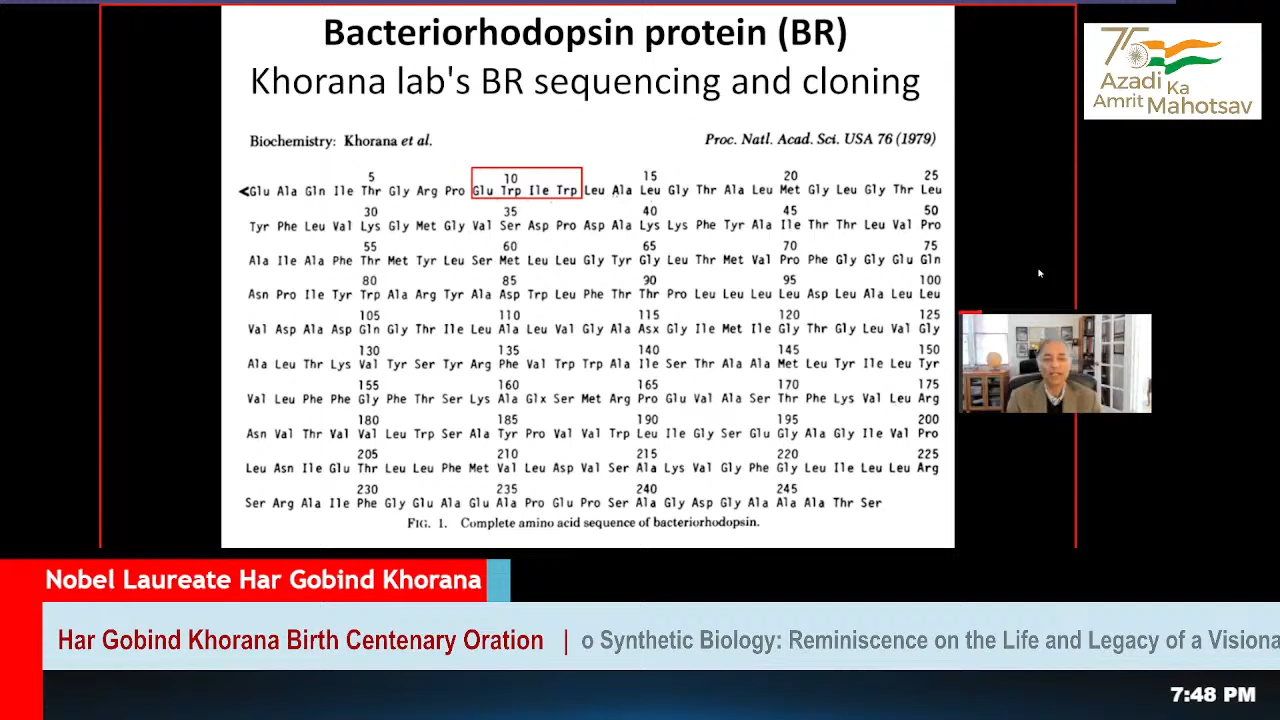 Bacteriorhodopsin protein (BR)
Khorana lab's BR sequencing and cloning
Biochemistry: Khorana et al. Proc. Natl. Acad. Sci. USA 76 (1979)
5 10 15 20 25
<Glu Ala Gln Ile Thr Gly Arg Pro Glu Trp Ile Trp Leu Ala Leu Gly Thr Ala Leu Met Gly Leu Gly Thr Leu
30 35 40 45 50
Tyr Phe Leu Val Lys Gly Met Gly Val Ser Asp Pro Asp Ala Lys Lys Phe Tyr Ala Ile Thr Thr Leu Val Pro
55 60 65 70 75
Ala Ile Ala Phe Thr Met Tyr Leu Ser Met Leu Leu Gly Tyr Gly Leu Thr Met Val Pro Phe Gly Gly Glu Gln
80 85 90 95 100
Asn Pro Ile Tyr Trp Ala Arg Tyr Ala Asp Trp Leu Phe Thr Thr Pro Leu Leu Leu Leu Asp Leu Ala Leu Leu
105 110 115 120 125
Val Asp Ala Asp Gln Gly Thr Ile Leu Ala Leu Val Gly Ala Asx Gly Ile Met Ile Gly Thr Gly Leu Val Gly
130 135 140 145 150
Ala Leu Thr Lys Val Tyr Ser Tyr Arg Phe Val Trp Trp Ala Ile Ser Thr Ala Ala Met Leu Tyr Ile Leu Tyr
155 160 165 170 175
Val Leu Phe Phe Gly Phe Thr Ser Lys Ala Glx Ser Met Arg Pro Glu Val Ala Ser Thr Phe Lys Val Leu Arg
180 185 190 195 200
Asn Val Thr Val Val Leu Trp Ser Ala Tyr Pro Val Val Trp Leu Ile Gly Ser Glu Gly Ala Gly Ile Val Pro
205 210 215 220 225
Leu Asn Ile Glu Thr Leu Leu Phe Met Val Leu Asp Val Ser Ala Lys Val Gly Phe Gly Leu Ile Leu Leu Arg
230 235 240 245
Ser Arg Ala Ile Phe Gly Glu Ala Glu Ala Pro Glu Pro Ser Ala Gly Asp Gly Ala Ala Ala Thr Ser
FIG. 1. Complete amino acid sequence of bacteriorhodopsin.
75
Azadi Ka
Amrit Mahotsav
Nobel Laureate Har Gobind Khorana
Har Gobind Khorana Birth Centenary Oration | o Synthetic Biology: Reminiscence on the Life and Legacy of a Visiona
7:48 PM